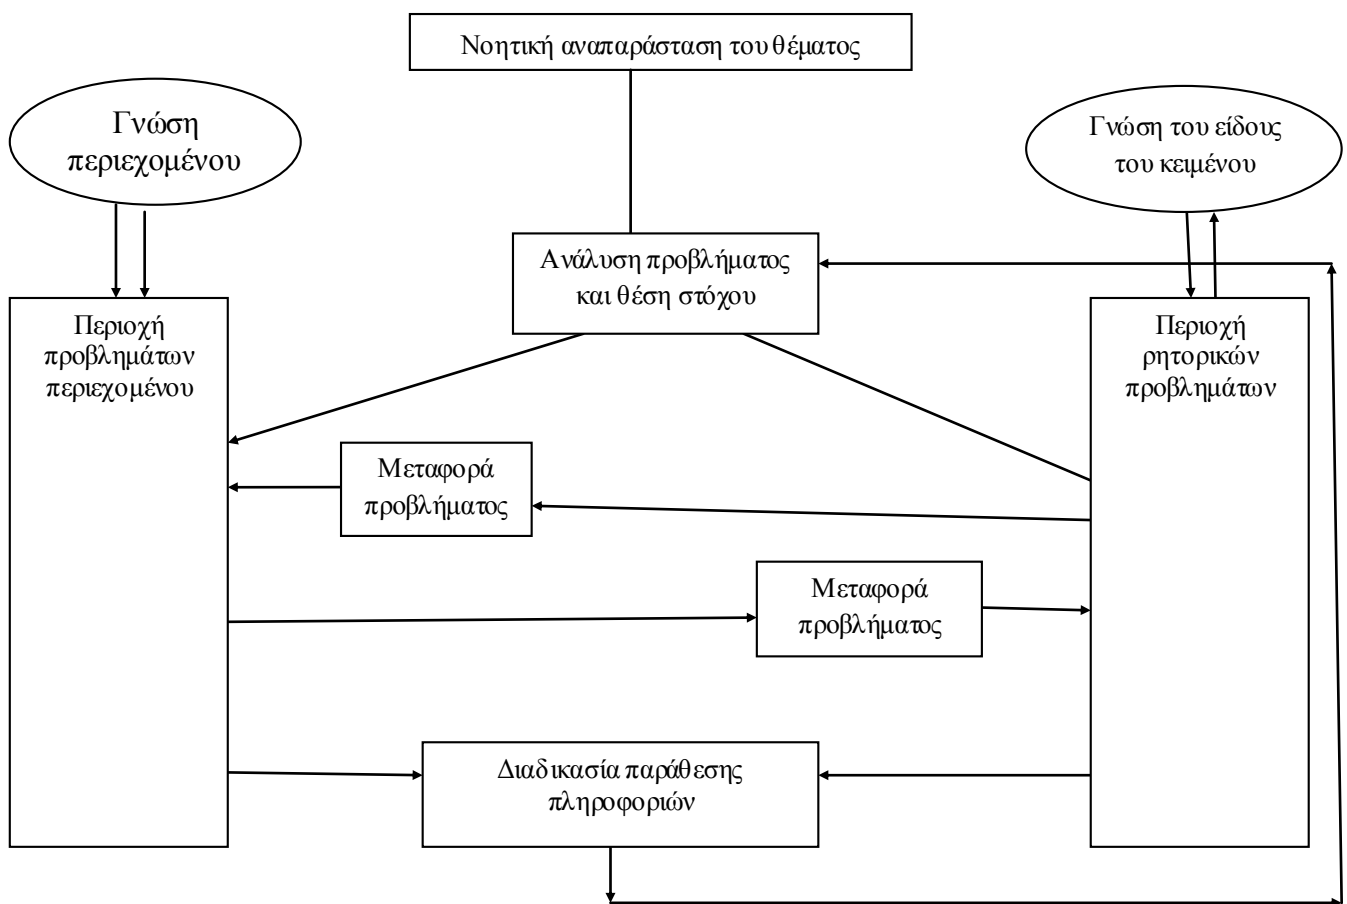 Νοητική αναπαράσταση του θέματος
Γνώση
περιεχομένου
Γνώση του είδους
του κειμένου
Ανάλυση προβλήματος
και θέση στόχου
Περιοχή
προβλημάτων
περιεχομένου
Περιοχή
ρητορικών
προβλημάτων
Μεταφορά
προβλήματος
Μεταφορά
προβλήματος
Διαδικασία παράθεσης
πληροφοριών